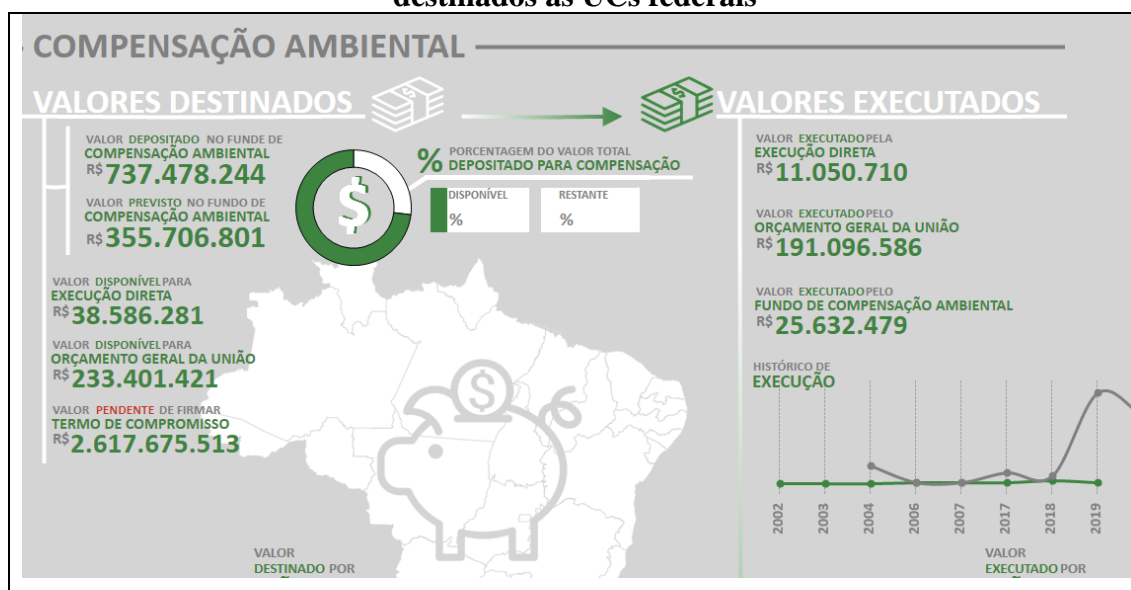 destinados às UCs federais
COMPENSAÇÃO AMBIENTAL
VALORES DESTINADOS
VALOR DEPOSITADO NO FUNDE DE
COMPENSAÇÃO AMBIENTAL
R$ 737.478.244
VALOR PREVISTO NO FUNDO DE
COMPENSAÇÃO AMBIENTAL
R$ 355.706.801
VALOR DISPONÍVEL PARA
EXECUÇÃO DIRETA
R$ 38.586.281
VALOR DISPONÍVEL PARA
ORÇAMENTO GERAL DA UNIÃO
R$ 233.401.421
VALOR PENDENTE DE FIRMAR
TERMO DE COMPROMISSO
R$ 2.617.675.513
$
% PORCENTAGEM DO VALOR TOTAL
DEPOSITADO PARA COMPENSAÇÃO
DISPONÍVEL
%
RESTANTE
%
$
VALOR
DESTINADO POR
VALORES EXECUTADOS
VALOR EXECUTADO PELA
EXECUÇÃO DIRETA
R$ 11.050.710
VALOR EXECUTADO PELO
ORÇAMENTO GERAL DA UNIÃO
R$ 191.096.586
VALOR EXECUTADO PELO
FUNDO DE COMPENSAÇÃO AMBIENTAL
R$ 25.632.479
HISTÓRICO DE
EXECUÇÃO
2002
2003
2004
2006
2007
2017
2018
2019
VALOR
EXECUTADO POR